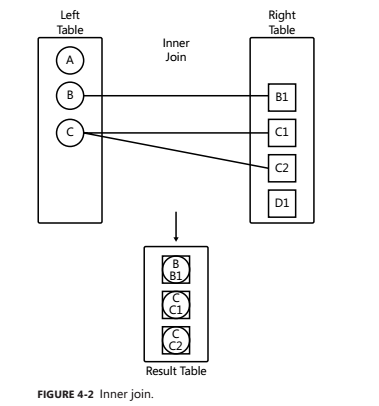 Left
Table
Right
Table
Inner
Join
A
B
C
B1
C1
C2
D1
B
B1
C
C1
C
C2
Result Table
FIGURE 4-2 Inner join.